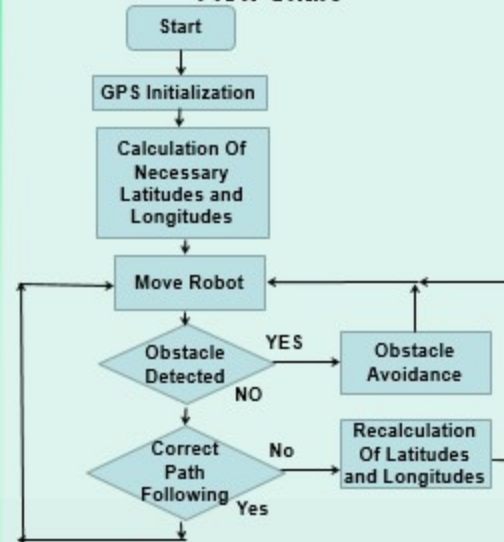 Start
GPS Initialization
Calculation Of
Necessary
Latitudes and
Longitudes
Move Robot
Obstacle
Detected
YES
NO
Obstacle
Avoidance
Correct
Path
Following
No
Yes
Recalculation
Of Latitudes
and Longitudes